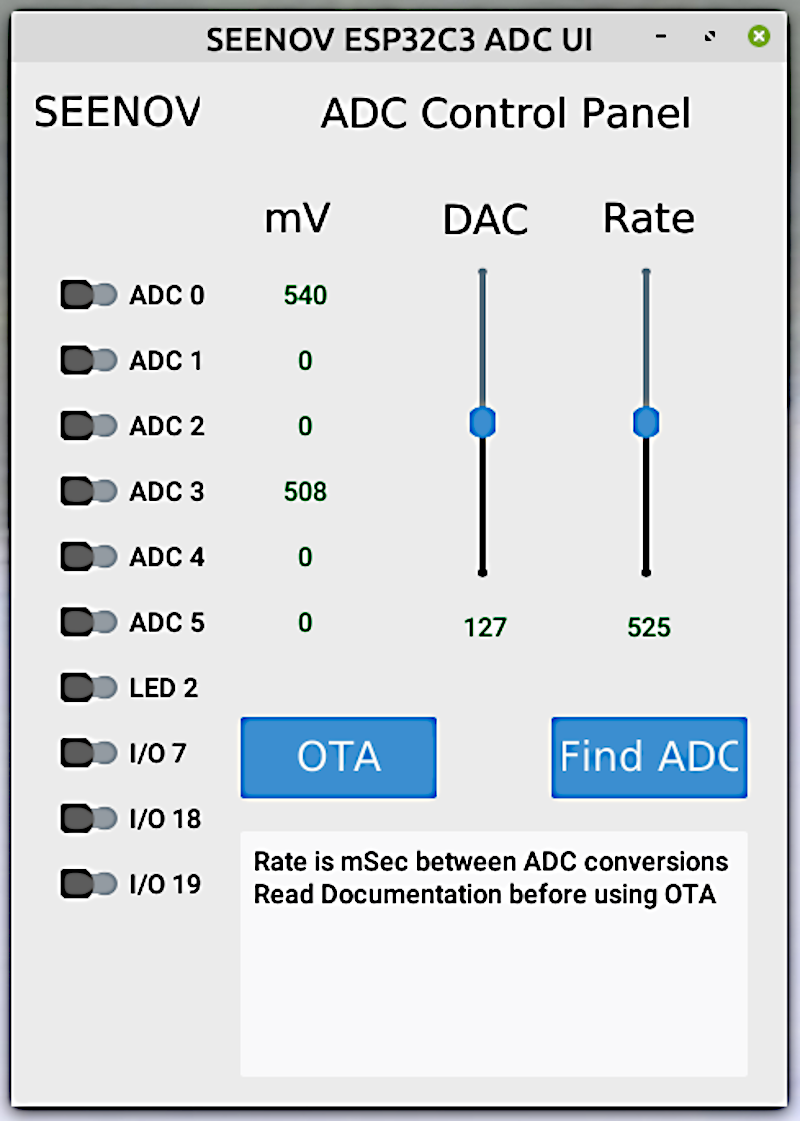 SEENOV ESP32C3 ADC UI
SEENOV ADC Control Panel
mV DAC Rate
ADC 0 540
ADC 1 0
ADC 2 0
ADC 3 508
ADC 4 0
ADC 5 0 127 525
LED 2
I/O 7
OTA Find ADC
I/O 18
I/O 19
Rate is mSec between ADC conversions
Read Documentation before using OTA